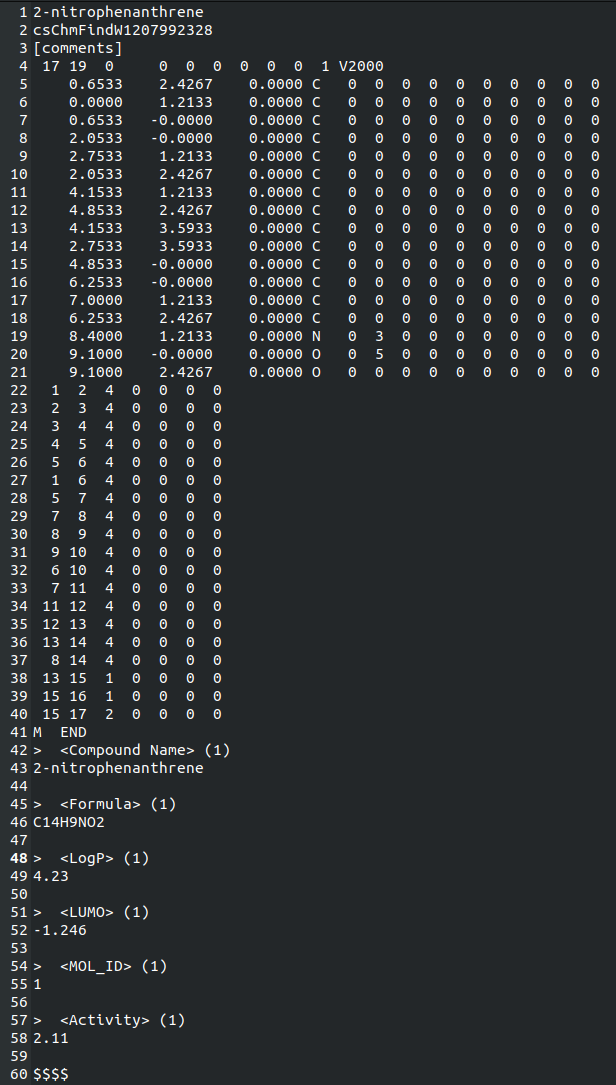 1 2-nitrophenanthrene
2 csChmFindW1207992328
3 [comments]
4  17 19  0     0  0  0  0  0  0  1 V2000
5     0.6533    2.4267    0.0000 C   0  0  0  0  0  0  0  0  0  0
6     0.0000    1.2133    0.0000 C   0  0  0  0  0  0  0  0  0  0
7     0.6533   -0.0000    0.0000 C   0  0  0  0  0  0  0  0  0  0
8     2.0533   -0.0000    0.0000 C   0  0  0  0  0  0  0  0  0  0
9     2.7533    1.2133    0.0000 C   0  0  0  0  0  0  0  0  0  0
10     2.0533    2.4267    0.0000 C   0  0  0  0  0  0  0  0  0  0
11     4.1533    1.2133    0.0000 C   0  0  0  0  0  0  0  0  0  0
12     4.8533    2.4267    0.0000 C   0  0  0  0  0  0  0  0  0  0
13     4.1533    3.5933    0.0000 C   0  0  0  0  0  0  0  0  0  0
14     2.7533    3.5933    0.0000 C   0  0  0  0  0  0  0  0  0  0
15     4.8533   -0.0000    0.0000 C   0  0  0  0  0  0  0  0  0  0
16     6.2533   -0.0000    0.0000 C   0  0  0  0  0  0  0  0  0  0
17     7.0000    1.2133    0.0000 C   0  0  0  0  0  0  0  0  0  0
18     6.2533    2.4267    0.0000 C   0  0  0  0  0  0  0  0  0  0
19     8.4000    1.2133    0.0000 N   0  3  0  0  0  0  0  0  0  0
20     9.1000   -0.0000    0.0000 O   0  5  0  0  0  0  0  0  0  0
21     9.1000    2.4267    0.0000 O   0  0  0  0  0  0  0  0  0  0
22   1  2  4  0  0  0  0
23   2  3  4  0  0  0  0
24   3  4  4  0  0  0  0
25   4  5  4  0  0  0  0
26   5  6  4  0  0  0  0
27   1  6  4  0  0  0  0
28   5  7  4  0  0  0  0
29   7  8  4  0  0  0  0
30   8  9  4  0  0  0  0
31   9 10  4  0  0  0  0
32   6 10  4  0  0  0  0
33   7 11  4  0  0  0  0
34  11 12  4  0  0  0  0
35  12 13  4  0  0  0  0
36  13 14  4  0  0  0  0
37   8 14  4  0  0  0  0
38  13 15  1  0  0  0  0
39  15 16  1  0  0  0  0
40  15 17  2  0  0  0  0
41 M  END
42 >  <Compound Name> (1)
43 2-nitrophenanthrene
44
45 >  <Formula> (1)
46 C14H9NO2
47
48 >  <LogP> (1)
49 4.23
50
51 >  <LUMO> (1)
52 -1.246
53
54 >  <MOL_ID> (1)
55 1
56
57 >  <Activity> (1)
58 2.11
59
60 $$$$